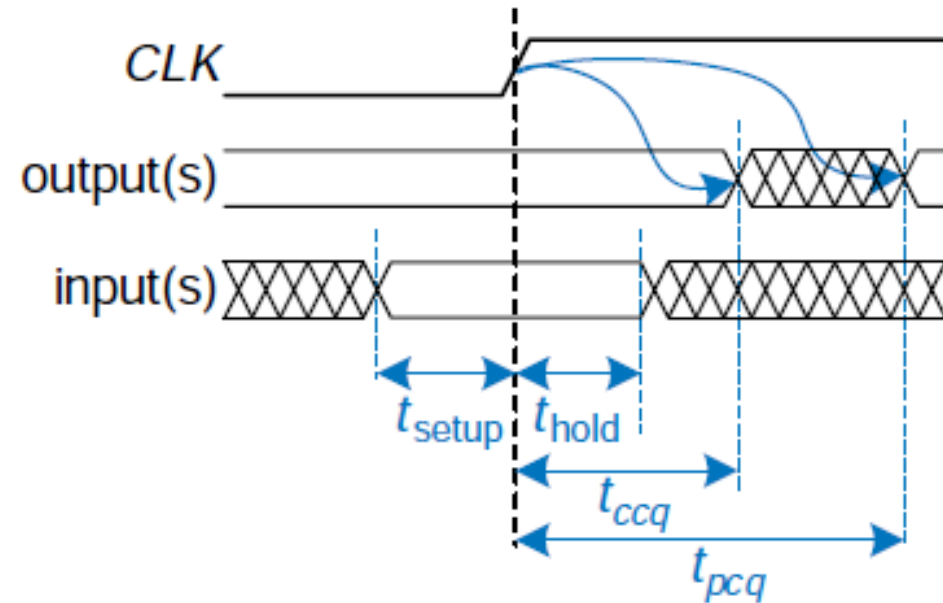 CLK
output(s)
input(s)
tsetup thold
tccq
tpcq